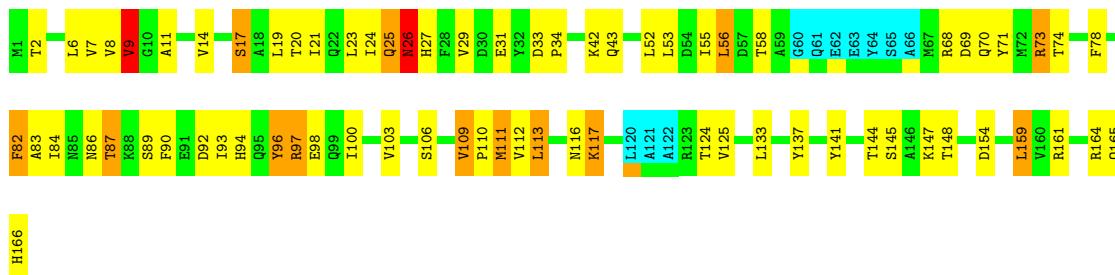 M1 T2 L6 V7 V8 V9 G10 A11 V14 S17 A18 L19 T20 I21 Q22 L23 I24 Q25 N26 H27 F28 V29 D30 E31 Y32 D33 P34 K42 Q43 L52 L53 D54 I55 L56 D57 T58 A59 G60 Q61 E62 E63 Y64 S65 A66 M67 R68 D69 Q70 Y71 M72 R73 T74 F78
F82 A83 I84 N85 N86 T87 K88 S89 F90 E91 D92 I93 H94 Q95 Y96 R97 E98 Q99 I100 V103 S106 V109 P110 M111 V112 L113 N116 K117 L120 A121 A122 R123 T124 V125 L133 Y137 Y141 T144 S145 A146 K147 T148 D154 L159 V160 R161 R164 Q165
H166